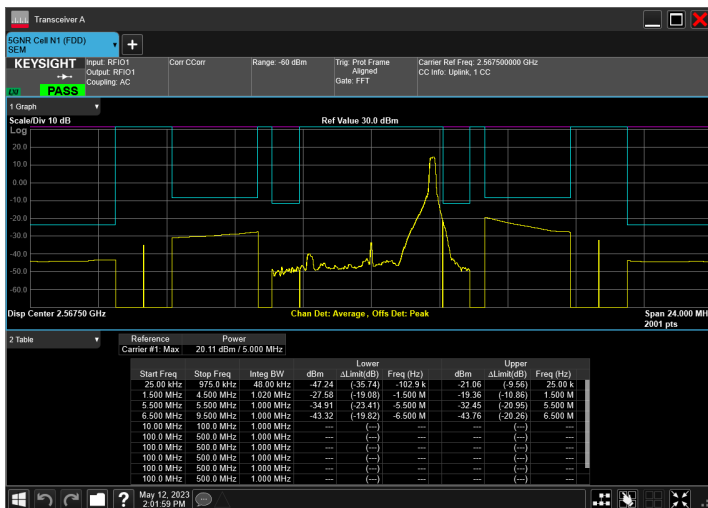 Transceiver A
5GNR Cell N1 (FDD)
SEM
KEYSIGHT Input: RFIO1 Corr CCorr Range: -60 dBm Trig: Prot Frame Carrier Ref Freq: 2.567500000 GHz
Output: RFIO1 Aligned CC Info: Uplink, 1 CC
Coupling: AC Gate: FFT
LXI PASS
1 Graph
Scale/Div 10 dB Ref Value 30.0 dBm
Log
20.0
10.0
0.00
-10.0
-20.0
-30.0
-40.0
-50.0
-60.0
Disp Center 2.56750 GHz Chan Det: Average, Offs Det: Peak Span 24.000 MH
2001 pts
2 Table Reference Power
Carrier #1: Max 20.11 dBm / 5.000 MHz
Lower Upper
Start Freq Stop Freq Integ BW dBm ΔLimit(dB) Freq (Hz) dBm ΔLimit(dB) Freq (Hz)
25.00 kHz 975.0 kHz 48.00 kHz -47.24 (-35.74) -102.9 k -21.06 (-9.56) 25.00 k
1.500 MHz 4.500 MHz 1.020 MHz -27.58 (-19.08) -1.500 M -19.36 (-10.86) 1.500 M
5.500 MHz 5.500 MHz 1.000 MHz -34.91 (-23.41) -5.500 M -32.45 (-20.95) 5.500 M
6.500 MHz 9.500 MHz 1.000 MHz -43.32 (-19.82) -6.500 M -43.76 (-20.26) 6.500 M
10.00 MHz 100.0 MHz 1.000 MHz --- (---) --- --- (---) ---
100.0 MHz 500.0 MHz 1.000 MHz --- (---) --- --- (---) ---
100.0 MHz 500.0 MHz 1.000 MHz --- (---) --- --- (---) ---
100.0 MHz 500.0 MHz 1.000 MHz --- (---) --- --- (---) ---
100.0 MHz 500.0 MHz 1.000 MHz --- (---) --- --- (---) ---
100.0 MHz 500.0 MHz 1.000 MHz --- (---) --- --- (---) ---
? May 12, 2023
2:01:59 PM